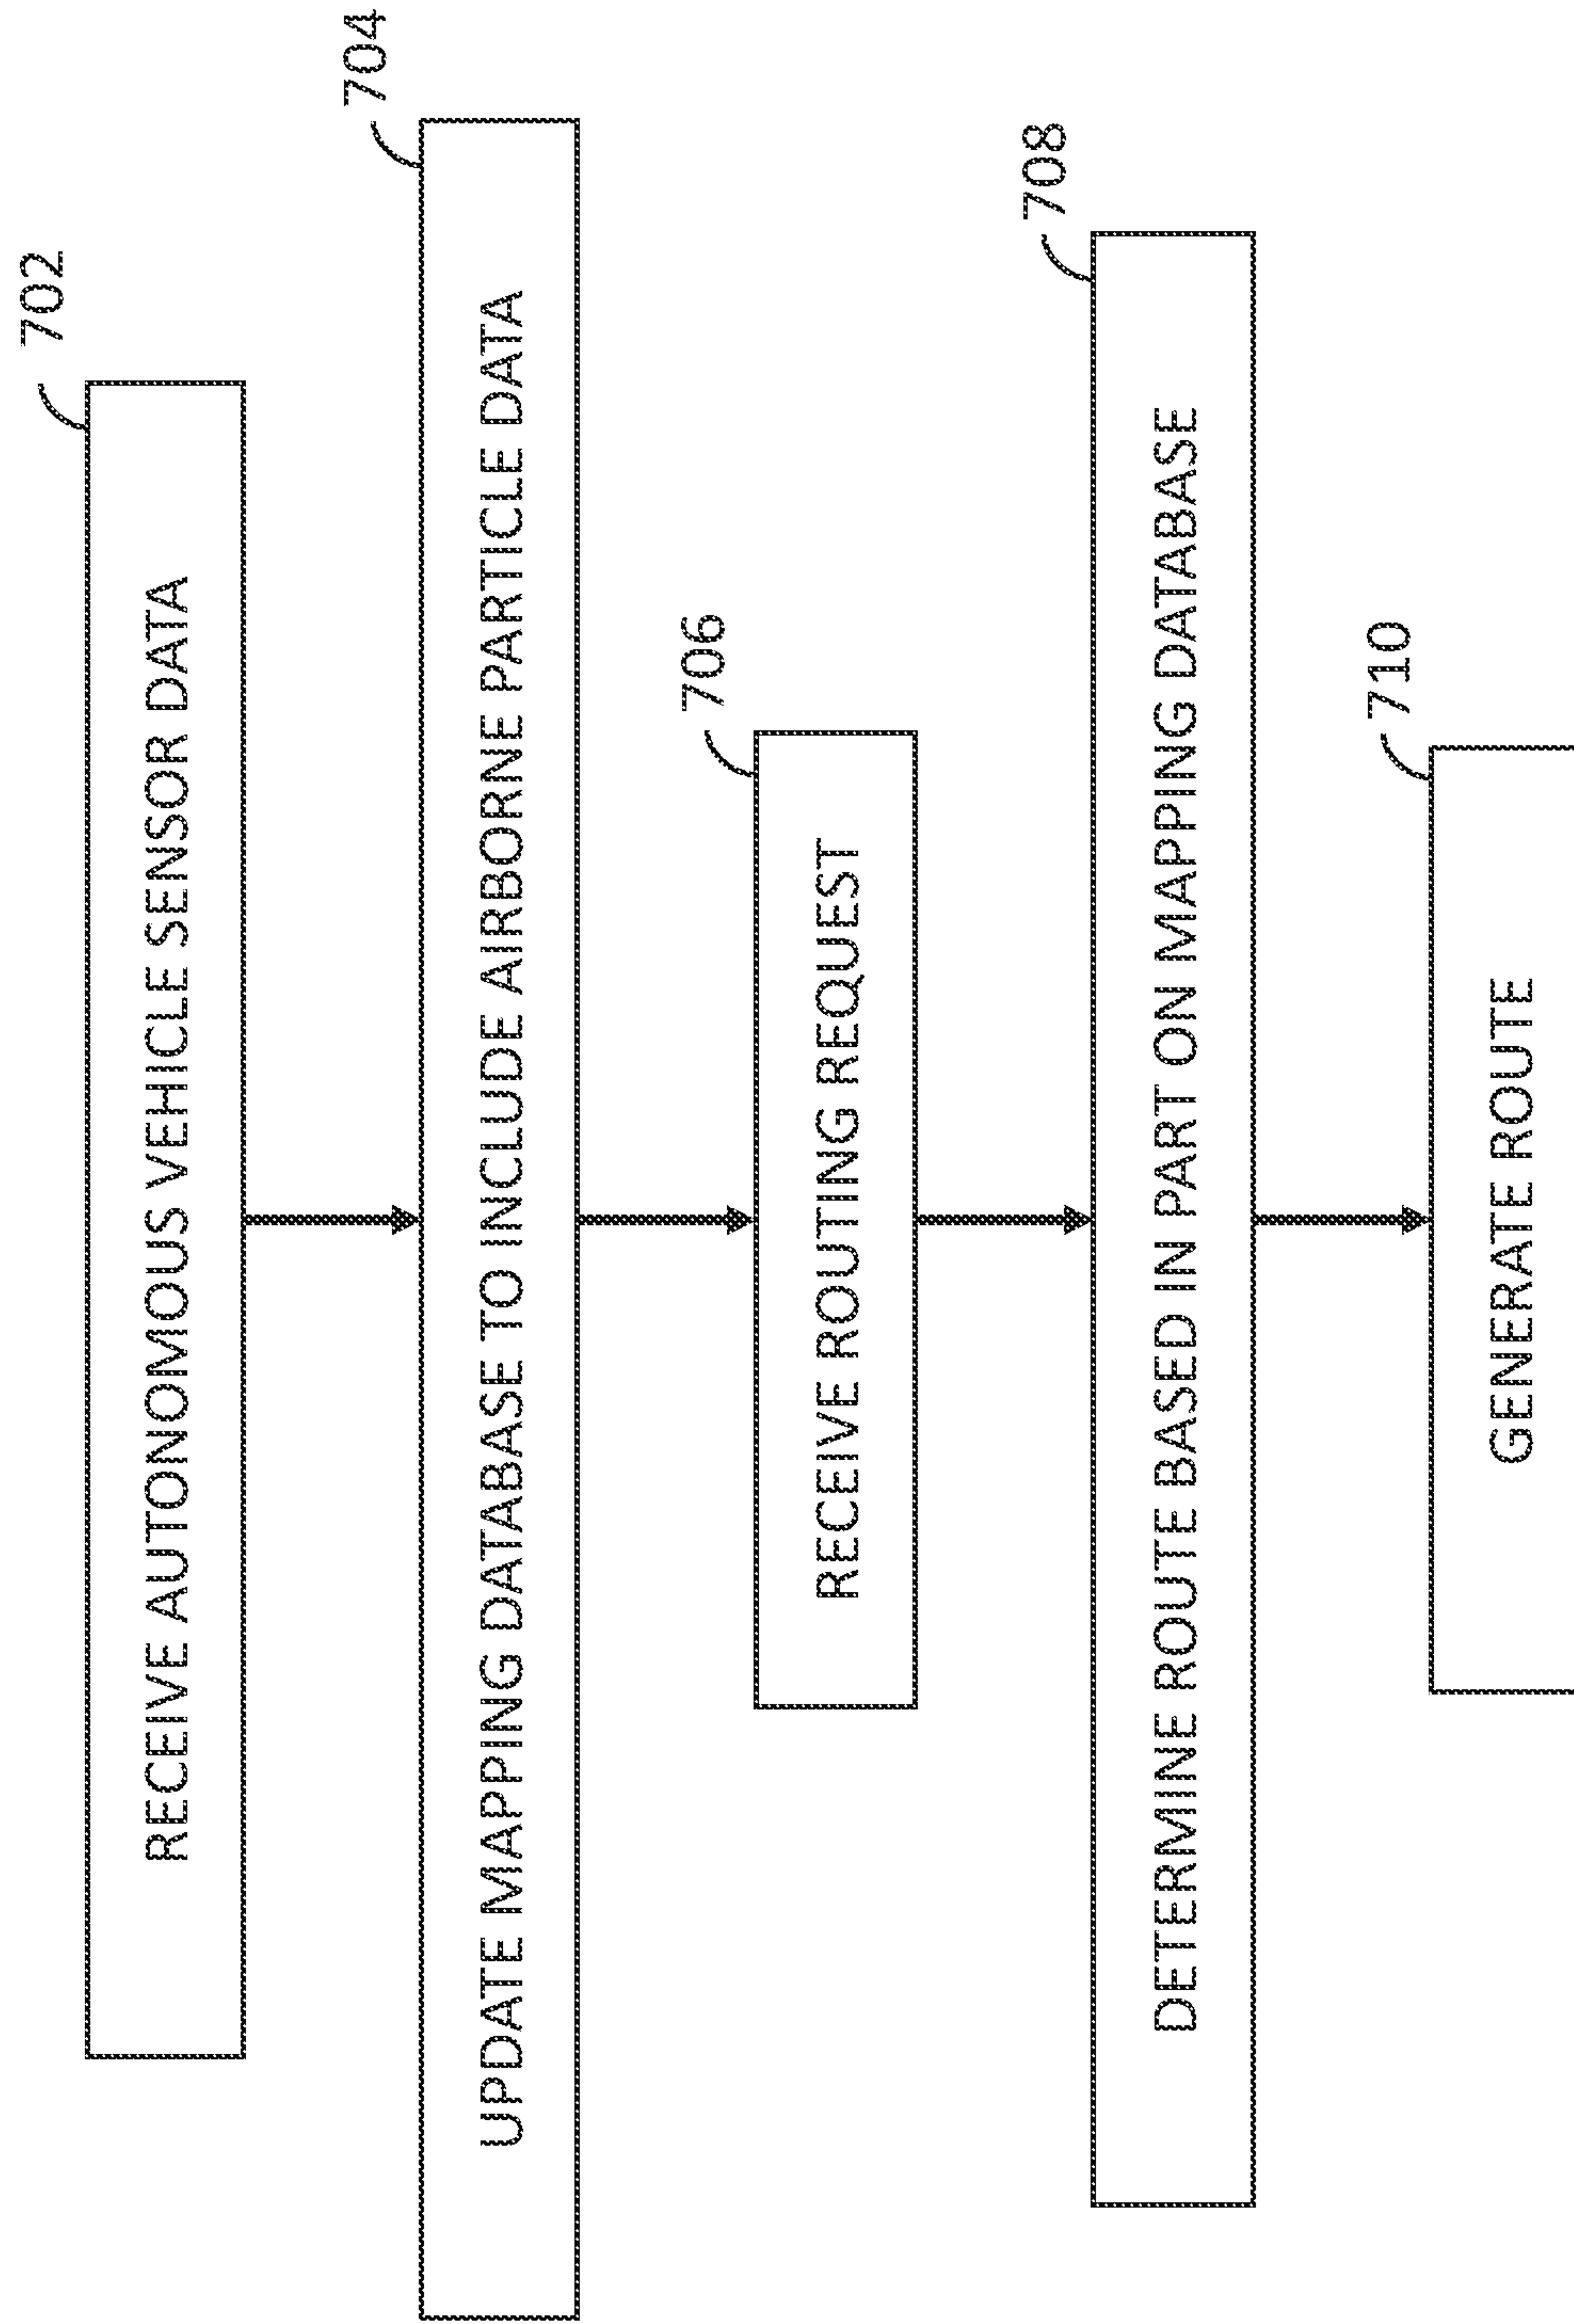 702
RECEIVE AUTONOMOUS VEHICLE SENSOR DATA
704
UPDATE MAPPING DATABASE TO INCLUDE AIRBORNE PARTICLE DATA
706
RECEIVE ROUTING REQUEST
708
DETERMINE ROUTE BASED IN PART ON MAPPING DATABASE
710
GENERATE ROUTE